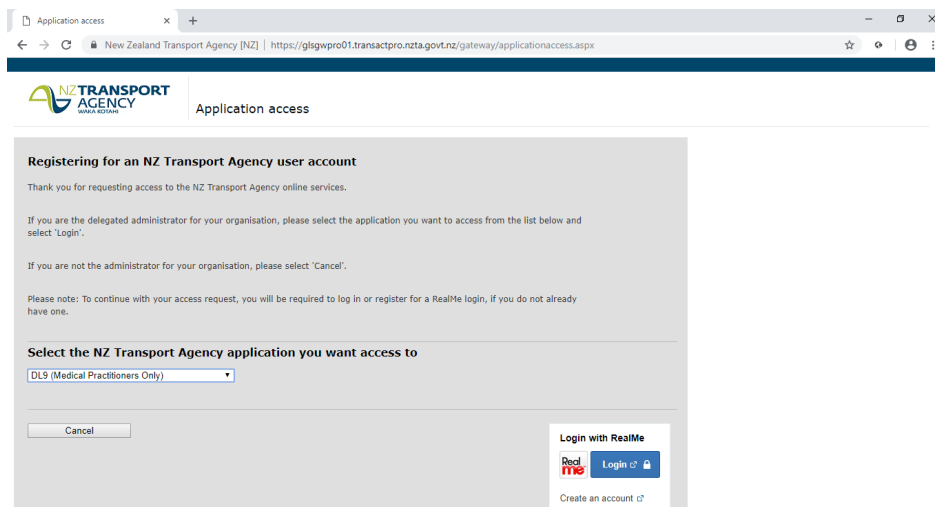 Application access
New Zealand Transport Agency [NZ] | https://glsgwpro01.transactpro.nzta.govt.nz/gateway/applicationaccess.aspx
NZTRANSPORT
AGENCY
WAKA KOTAHI
Application access
Registering for an NZ Transport Agency user account
Thank you for requesting access to the NZ Transport Agency online services.
If you are the delegated administrator for your organisation, please select the application you want to access from the list below and
select 'Login'.
If you are not the administrator for your organisation, please select 'Cancel'.
Please note: To continue with your access request, you will be required to log in or register for a RealMe login, if you do not already
have one.
Select the NZ Transport Agency application you want access to
DL9 (Medical Practitioners Only)
Cancel
Login with RealMe
Real
me
Login
Create an account